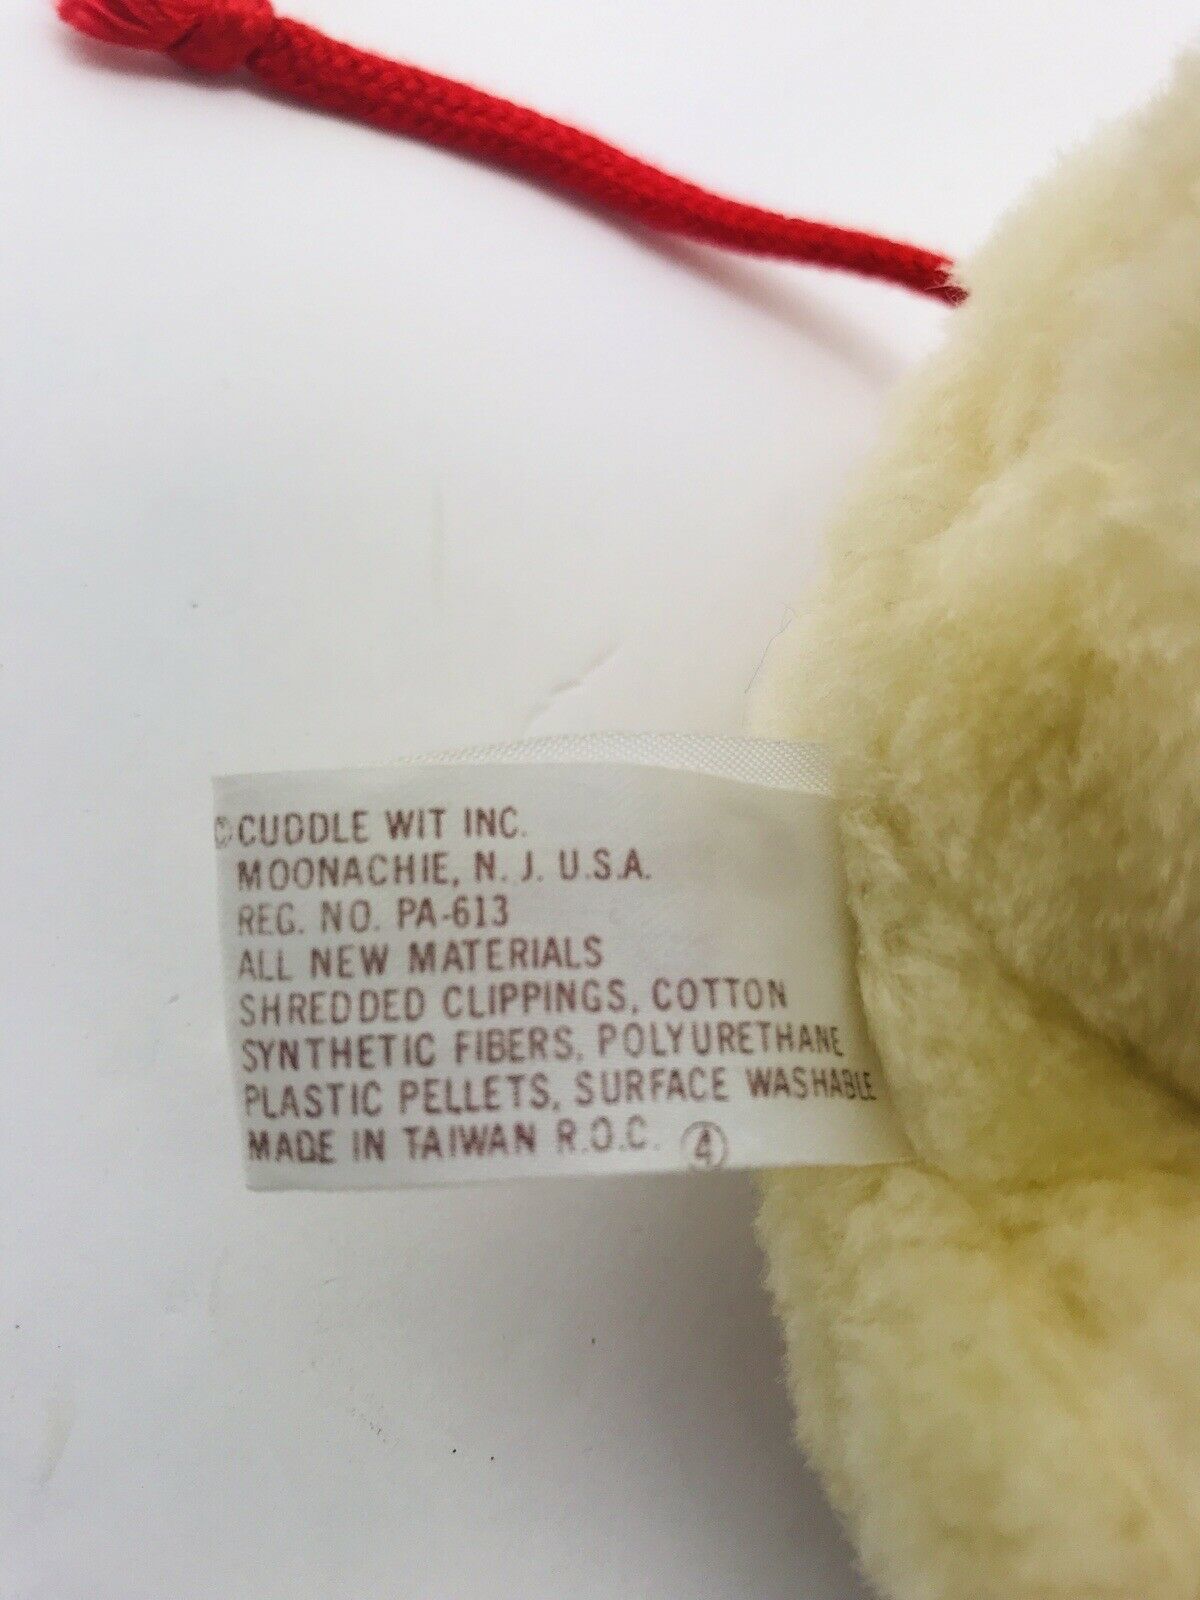 ©CUDDLE WIT INC.
MOONACHIE, N. J. U.S.A.
REG. NO. PA-613
ALL NEW MATERIALS
SHREDDED CLIPPINGS, COTTON
SYNTHETIC FIBERS, POLYURETHANE
PLASTIC PELLETS, SURFACE WASHABLE
MADE IN TAIWAN R.O.C. ④